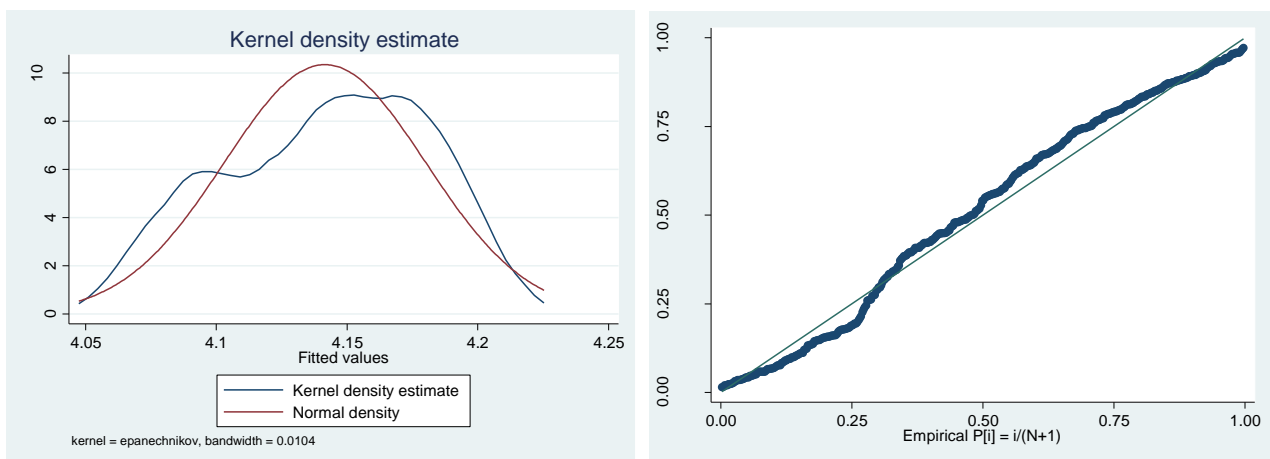 Kernel density estimate
10
8
6
4
2
0
4.05 4.1 4.15 4.2 4.25
Fitted values
Kernel density estimate
Normal density
kernel = epanechnikov, bandwidth = 0.0104
1.00
0.75
0.50
0.25
0.00
0.00 0.25 0.50 0.75 1.00
Empirical P[i] = i/(N+1)